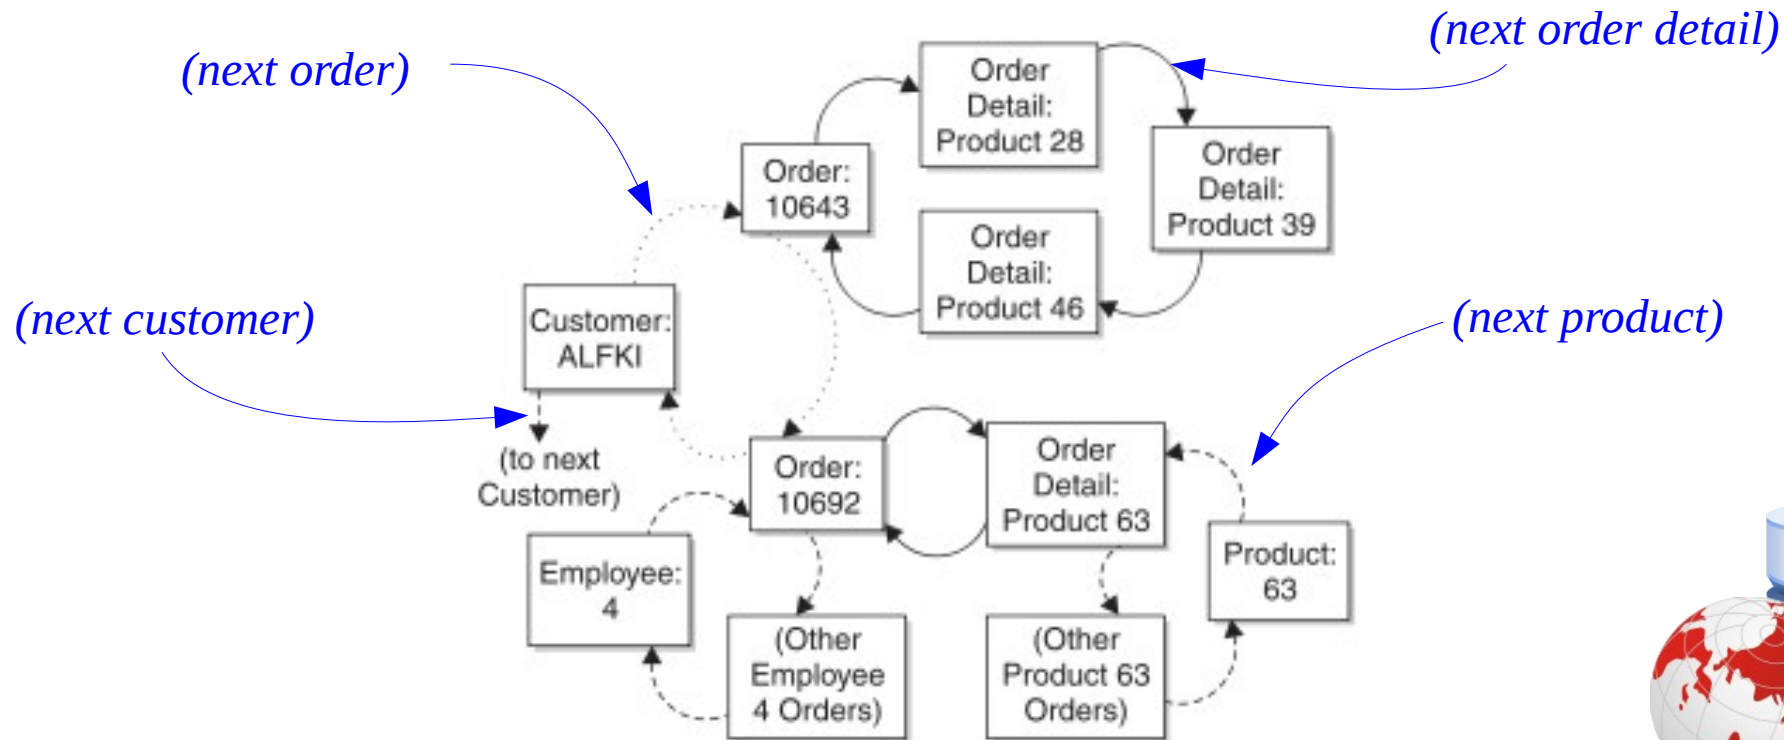 (next order detail)
(next order)
Order
Detail:
Product 28
Order:
10643
Order
Detail:
Product 39
Order
Detail:
Product 46
(next customer)
Customer:
ALFKI
(next product)
(to next
Customer)
Order:
10692
Order
Detail:
Product 63
Employee:
4
Product:
63
(Other
Employee
4 Orders)
(Other
Product 63
Orders)